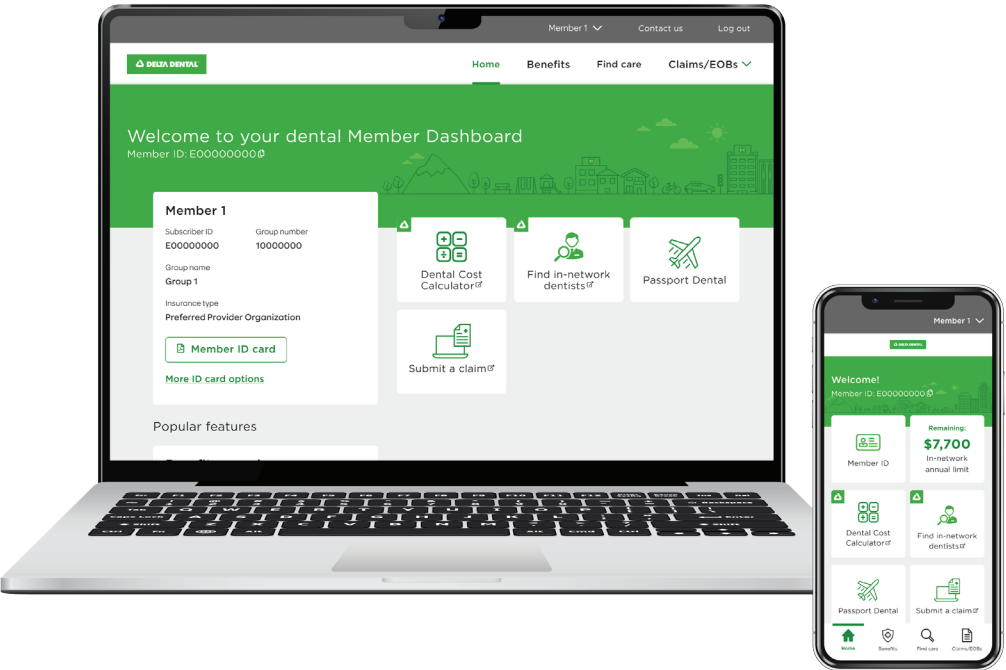 Member 1
Contact us
Log out
DELTA DENTAL
Home
Benefits
Find care
Claims/EOBs
Welcome to your dental Member Dashboard
Member ID: E00000000
Member 1
Subscriber ID
Group number
E00000000
10000000
Group name
Group 1
Insurance type
Preferred Provider Organization
Member ID card
More ID card options
Dental Cost
Calculator
Find in-network
dentists
Passport Dental
Submit a claim
Popular features
Member 1
DELTA DENTAL
Welcome!
Member ID: E00000000
Member ID
Remaining:
$7,700
In-network
annual limit
Dental Cost
Calculator
Find in-network
dentists
Passport Dental
Submit a claim
Home
Benefits
Find care
Claims/EOBs